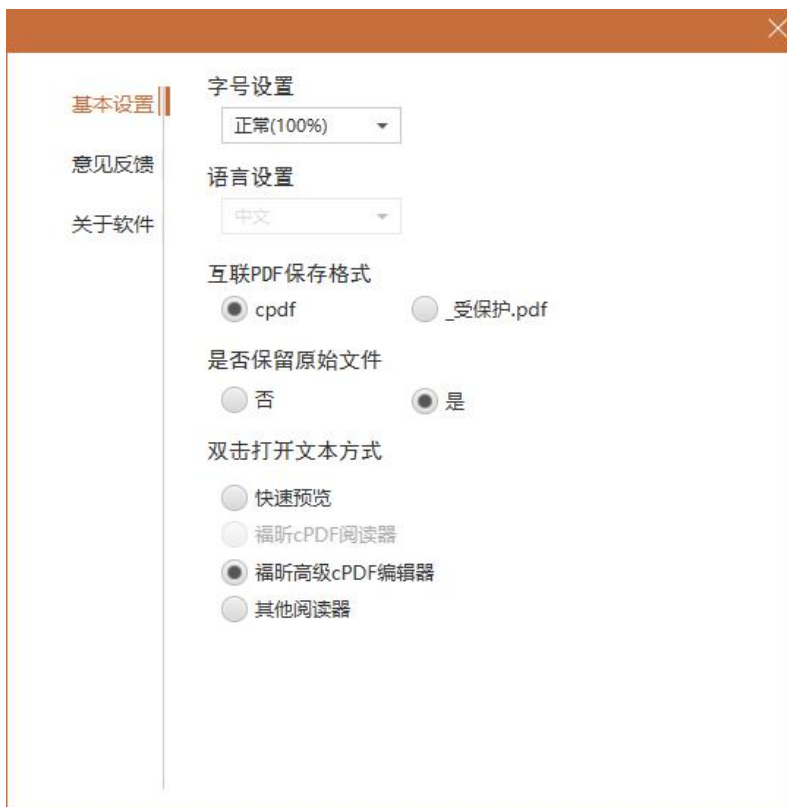 基本设置
意见反馈
关于软件
字号设置
正常(100%)
语言设置
中文
互联PDF保存格式
cpdf
_受保护.pdf
是否保留原始文件
否
是
双击打开文本方式
快速预览
福昕cPDF阅读器
福昕高级cPDF编辑器
其他阅读器